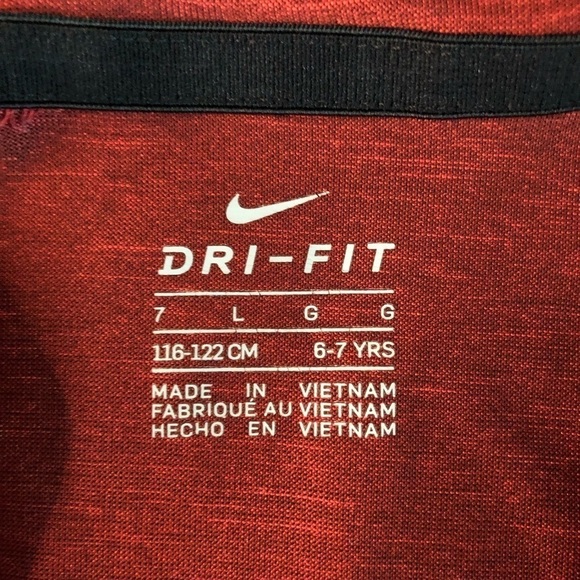 DRI-FIT
7 L G G
116-122 CM 6-7 YRS
MADE IN VIETNAM
FABRIQUÉ AU VIETNAM
HECHO EN VIETNAM